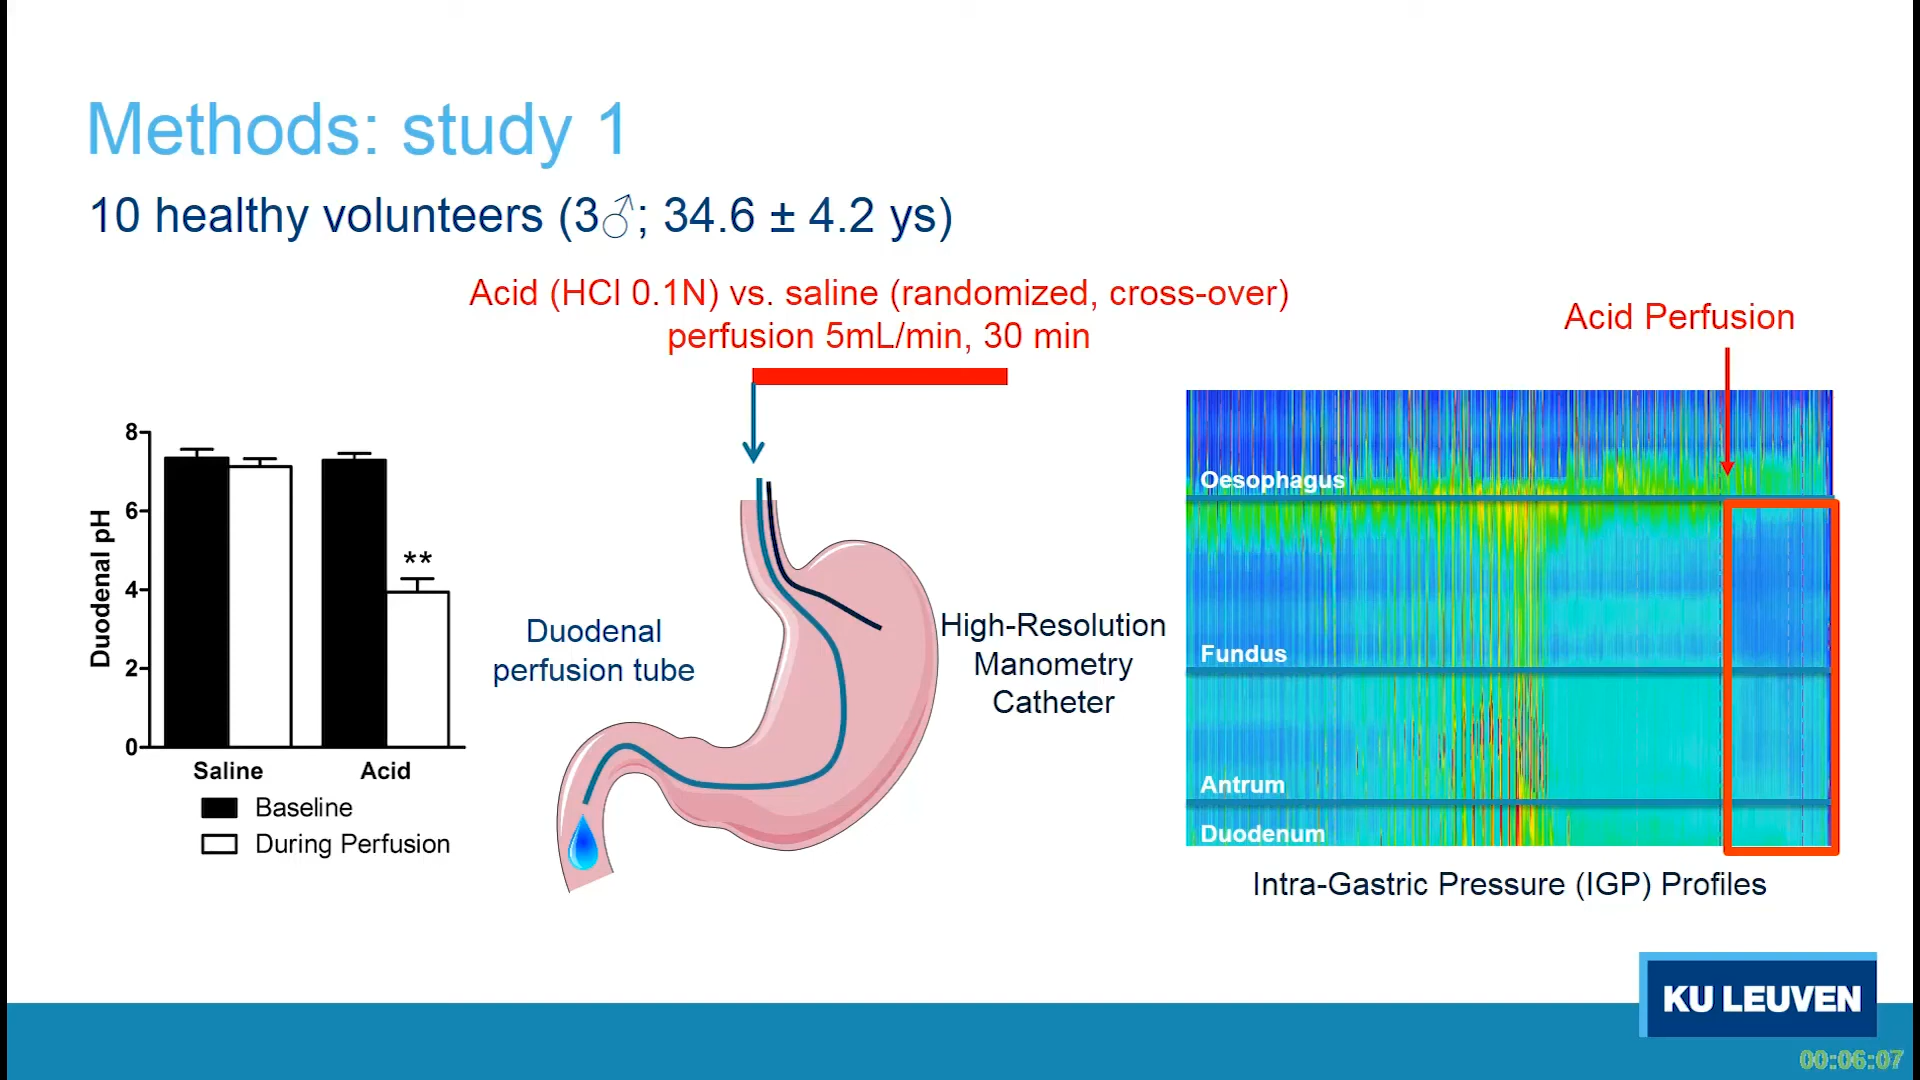 Methods: study 1
10 healthy volunteers (3♂; 34.6 ± 4.2 ys)
Acid (HCl 0.1N) vs. saline (randomized, cross-over)
perfusion 5mL/min, 30 min
Acid Perfusion
8
6
4
2
0
Duodenal pH
**
Saline
Acid
Baseline
During Perfusion
Duodenal
perfusion tube
High-Resolution
Manometry
Catheter
Oesophagus
Fundus
Antrum
Duodenum
Intra-Gastric Pressure (IGP) Profiles
KU LEUVEN
00:06:07